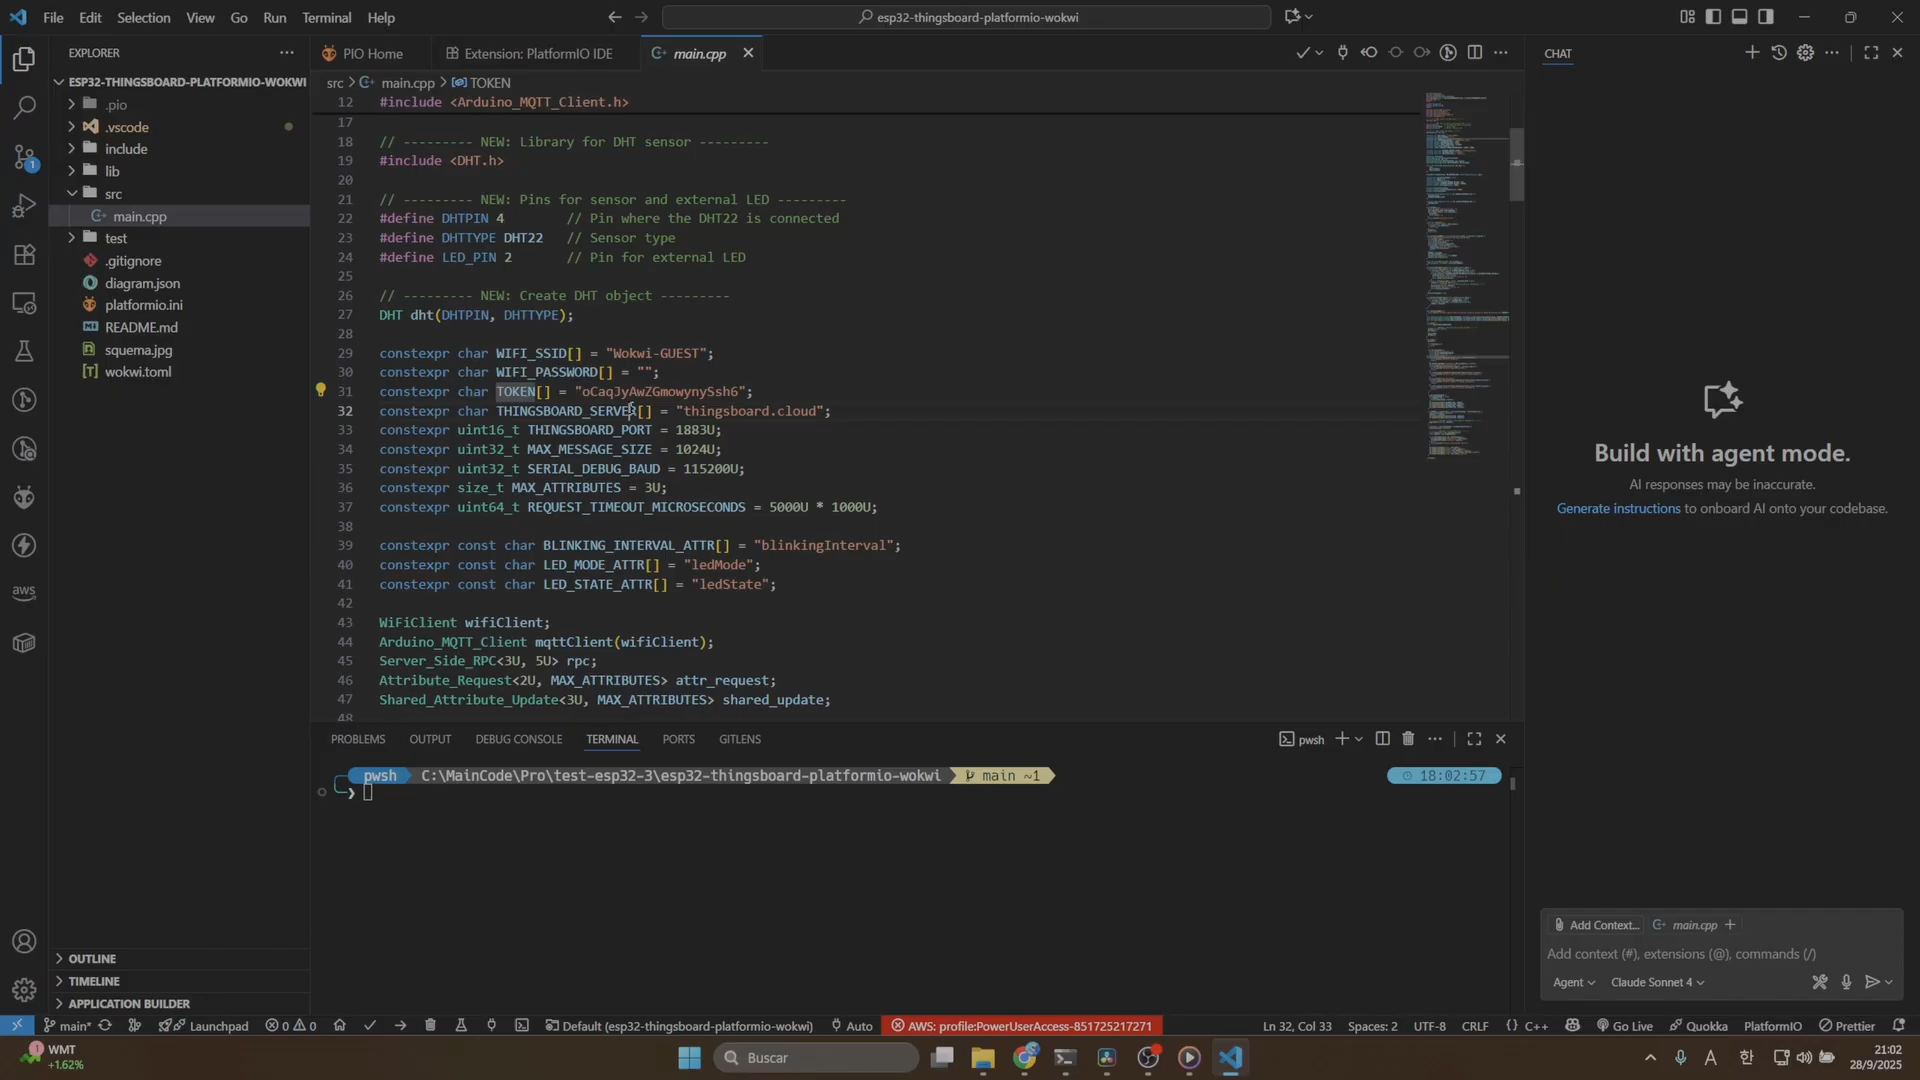 File Edit Selection View Go Run Terminal Help
esp32-thingsboard-platformio-wokwi
EXPLORER
ESP32-THINGSBOARD-PLATFORMIO-WOKWI
.pio
.vscode
include
lib
src
main.cpp
test
.gitignore
diagram.json
platformio.ini
README.md
squema.jpg
wokwi.toml
OUTLINE
TIMELINE
APPLICATION BUILDER
PIO Home
Extension: PlatformIO IDE
main.cpp
src > main.cpp > TOKEN
12 #include <Arduino_MQTT_Client.h>
17
18 // --------- NEW: Library for DHT sensor ---------
19 #include <DHT.h>
20
21 // --------- NEW: Pins for sensor and external LED ---------
22 #define DHTPIN 4 // Pin where the DHT22 is connected
23 #define DHTTYPE DHT22 // Sensor type
24 #define LED_PIN 2 // Pin for external LED
25
26 // --------- NEW: Create DHT object ---------
27 DHT dht(DHTPIN, DHTTYPE);
28
29 constexpr char WIFI_SSID[] = "Wokwi-GUEST";
30 constexpr char WIFI_PASSWORD[] = "";
31 constexpr char TOKEN[] = "oCaqJyAwZGmowynySsh6";
32 constexpr char THINGSBOARD_SERVER[] = "thingsboard.cloud";
33 constexpr uint16_t THINGSBOARD_PORT = 1883U;
34 constexpr uint32_t MAX_MESSAGE_SIZE = 1024U;
35 constexpr uint32_t SERIAL_DEBUG_BAUD = 115200U;
36 constexpr size_t MAX_ATTRIBUTES = 3U;
37 constexpr uint64_t REQUEST_TIMEOUT_MICROSECONDS = 5000U * 1000U;
38
39 constexpr const char BLINKING_INTERVAL_ATTR[] = "blinkingInterval";
40 constexpr const char LED_MODE_ATTR[] = "ledMode";
41 constexpr const char LED_STATE_ATTR[] = "ledState";
42
43 WiFiClient wifiClient;
44 Arduino_MQTT_Client mqttClient(wifiClient);
45 Server_Side_RPC<3U, 5U> rpc;
46 Attribute_Request<2U, MAX_ATTRIBUTES> attr_request;
47 Shared_Attribute_Update<3U, MAX_ATTRIBUTES> shared_update;
48
PROBLEMS OUTPUT DEBUG CONSOLE TERMINAL PORTS GITLENS
pwsh
pwsh C:\MainCode\Pro\test-esp32-3\esp32-thingsboard-platformio-wokwi main ~1
18:02:57
CHAT
Build with agent mode.
AI responses may be inaccurate.
Generate instructions to onboard AI onto your codebase.
Add Context... main.cpp +
Add context (#), extensions (@), commands (/)
Agent Claude Sonnet 4
aws
1
main* Launchpad 0 0 Default (esp32-thingsboard-platformio-wokwi) Auto AWS: profile:PowerUserAccess-851725217271 Ln 32, Col 33 Spaces: 2 UTF-8 CRLF {} C++ Go Live Quokka PlatformIO Prettier
1
WMT
+1.62%
Buscar
A 한
21:02
28/9/2025